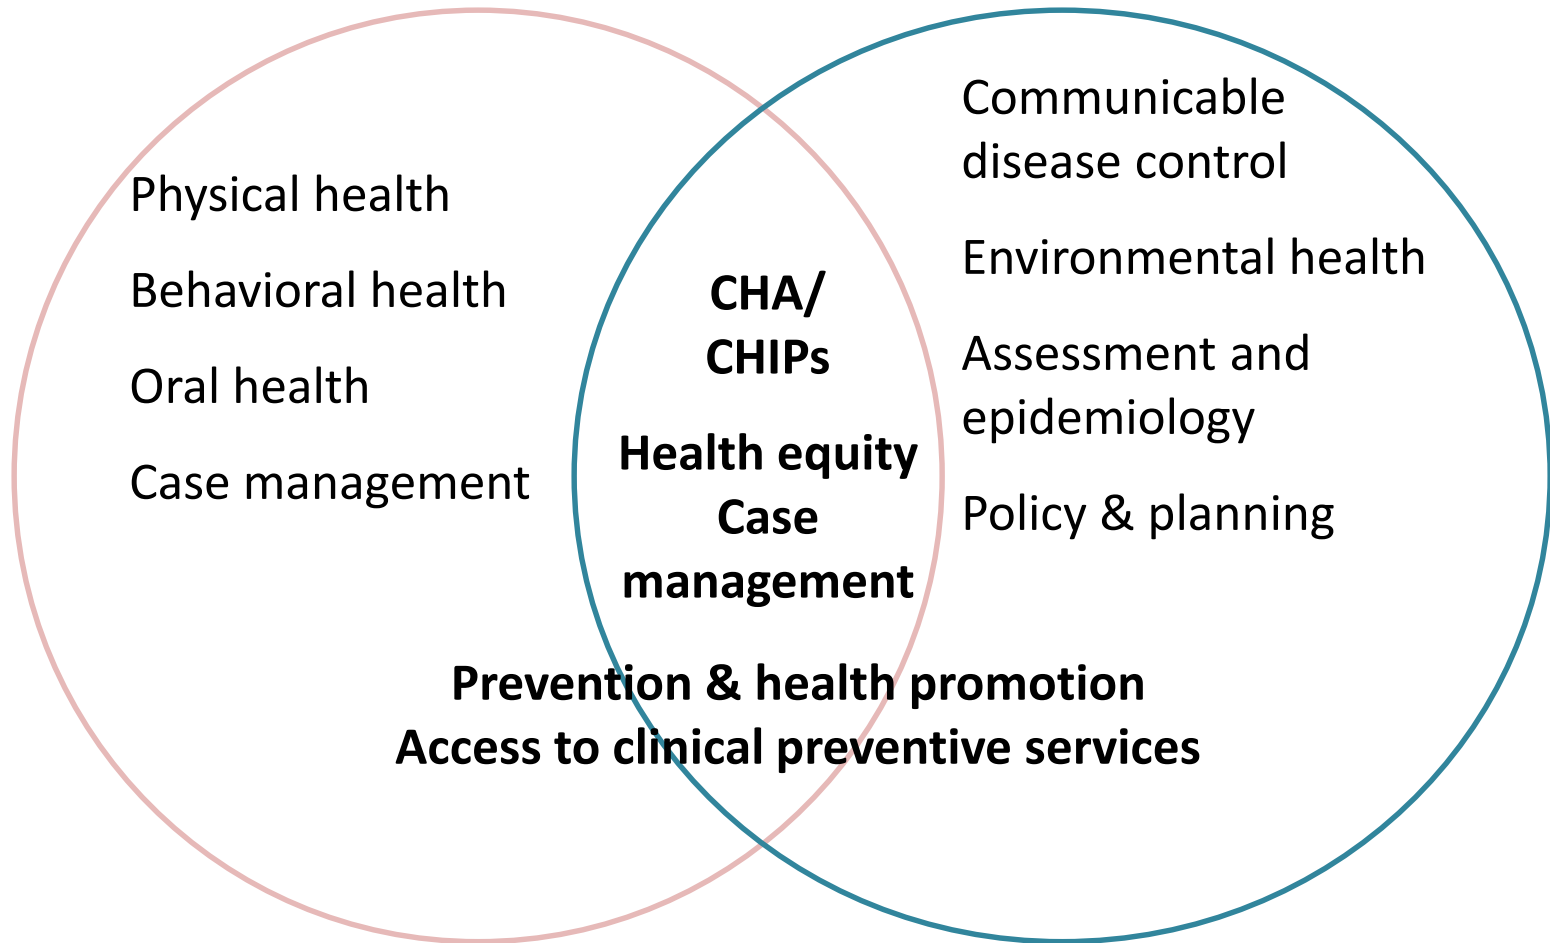 Physical health
Behavioral health
Oral health
Case management
CHA/
CHIPs
Health equity
Case
management
Prevention & health promotion
Access to clinical preventive services
Communicable
disease control
Environmental health
Assessment and
epidemiology
Policy & planning